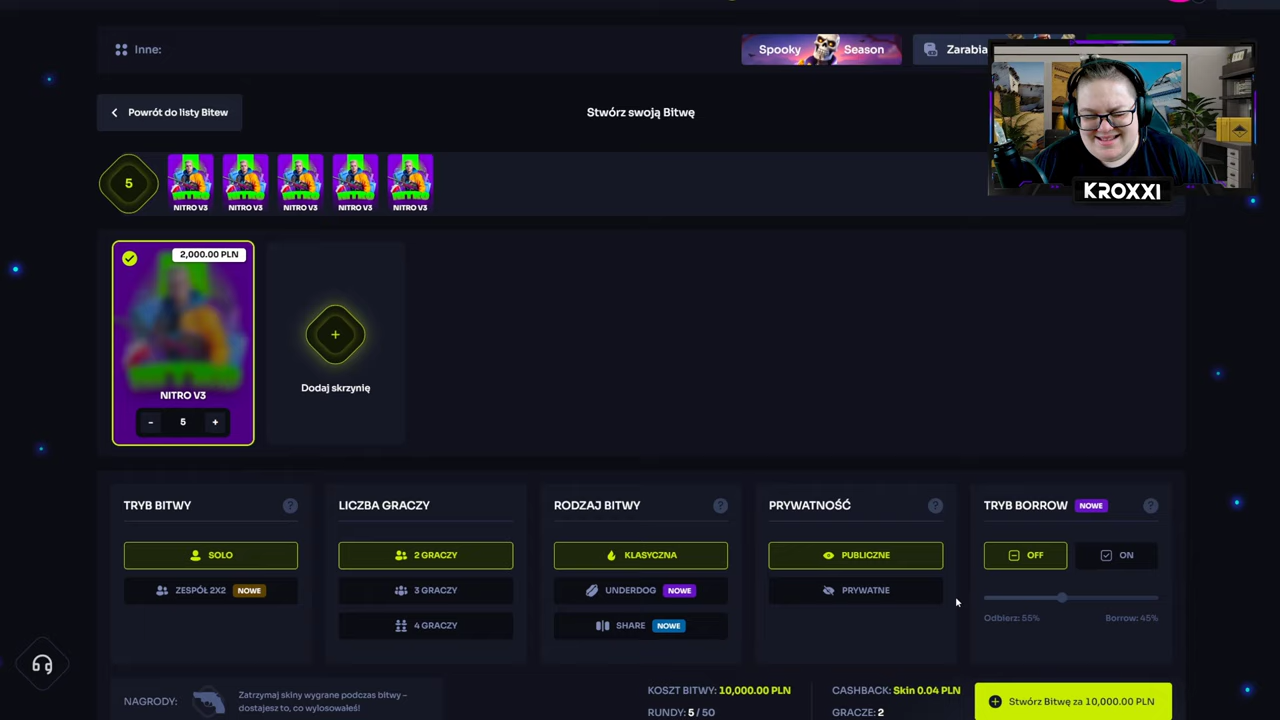 Inne:
Spooky Season
Zarabia
Powrót do listy Bitew
Stwórz swoją Bitwę
KROXXI
5
NITRO V3
NITRO V3
NITRO V3
NITRO V3
NITRO V3
2,000.00 PLN
NITRO V3
- 5 +
+
Dodaj skrzynię
TRYB BITWY ?
SOLO
ZESPÓŁ 2X2 NOWE
LICZBA GRACZY
2 GRACZY
3 GRACZY
4 GRACZY
RODZAJ BITWY ?
KLASYCZNA
UNDERDOG NOWE
SHARE NOWE
PRYWATNOŚĆ ?
PUBLICZNE
PRYWATNE
TRYB BORROW NOWE ?
OFF
ON
Odbierz: 55%
Borrow: 45%
NAGRODY:
Zatrzymaj skiny wygrane podczas bitwy –
dostajesz to, co wylosowałeś!
KOSZT BITWY: 10,000.00 PLN
RUNDY: 5 / 50
CASHBACK: Skin 0.04 PLN
GRACZE: 2
Stwórz Bitwę za 10,000.00 PLN